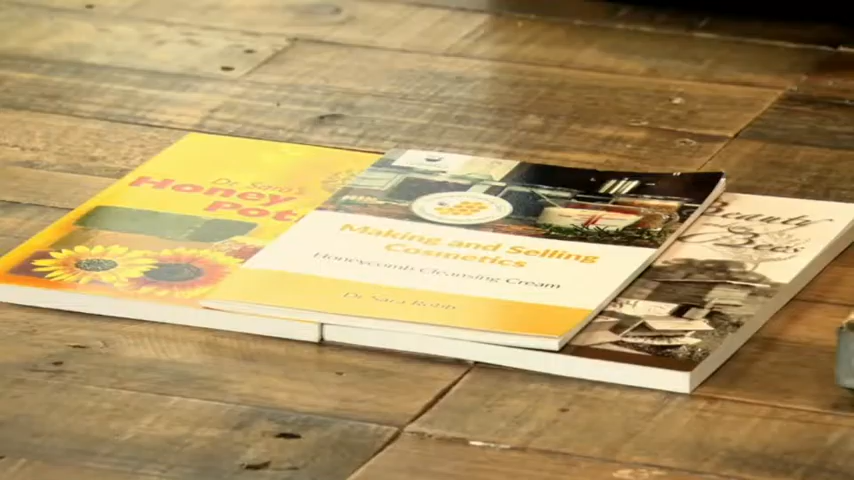 Dr Sara's
Honey
pot
Making and Selling
Cosmetics
Honeycomb Cleansing Cream
Dr Sara Robb
Beauty
Bees